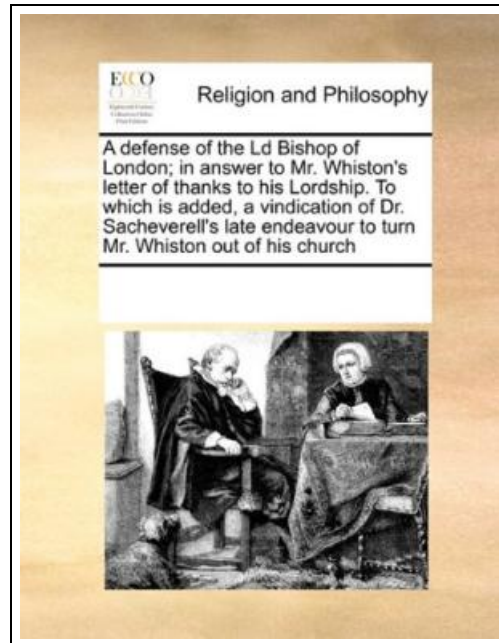 ECCO
Religion and Philosophy
A defense of the Ld Bishop of
London; in answer to Mr. Whiston's
letter of thanks to his Lordship. To
which is added, a vindication of Dr.
Sacheverell's late endeavour to turn
Mr. Whiston out of his church